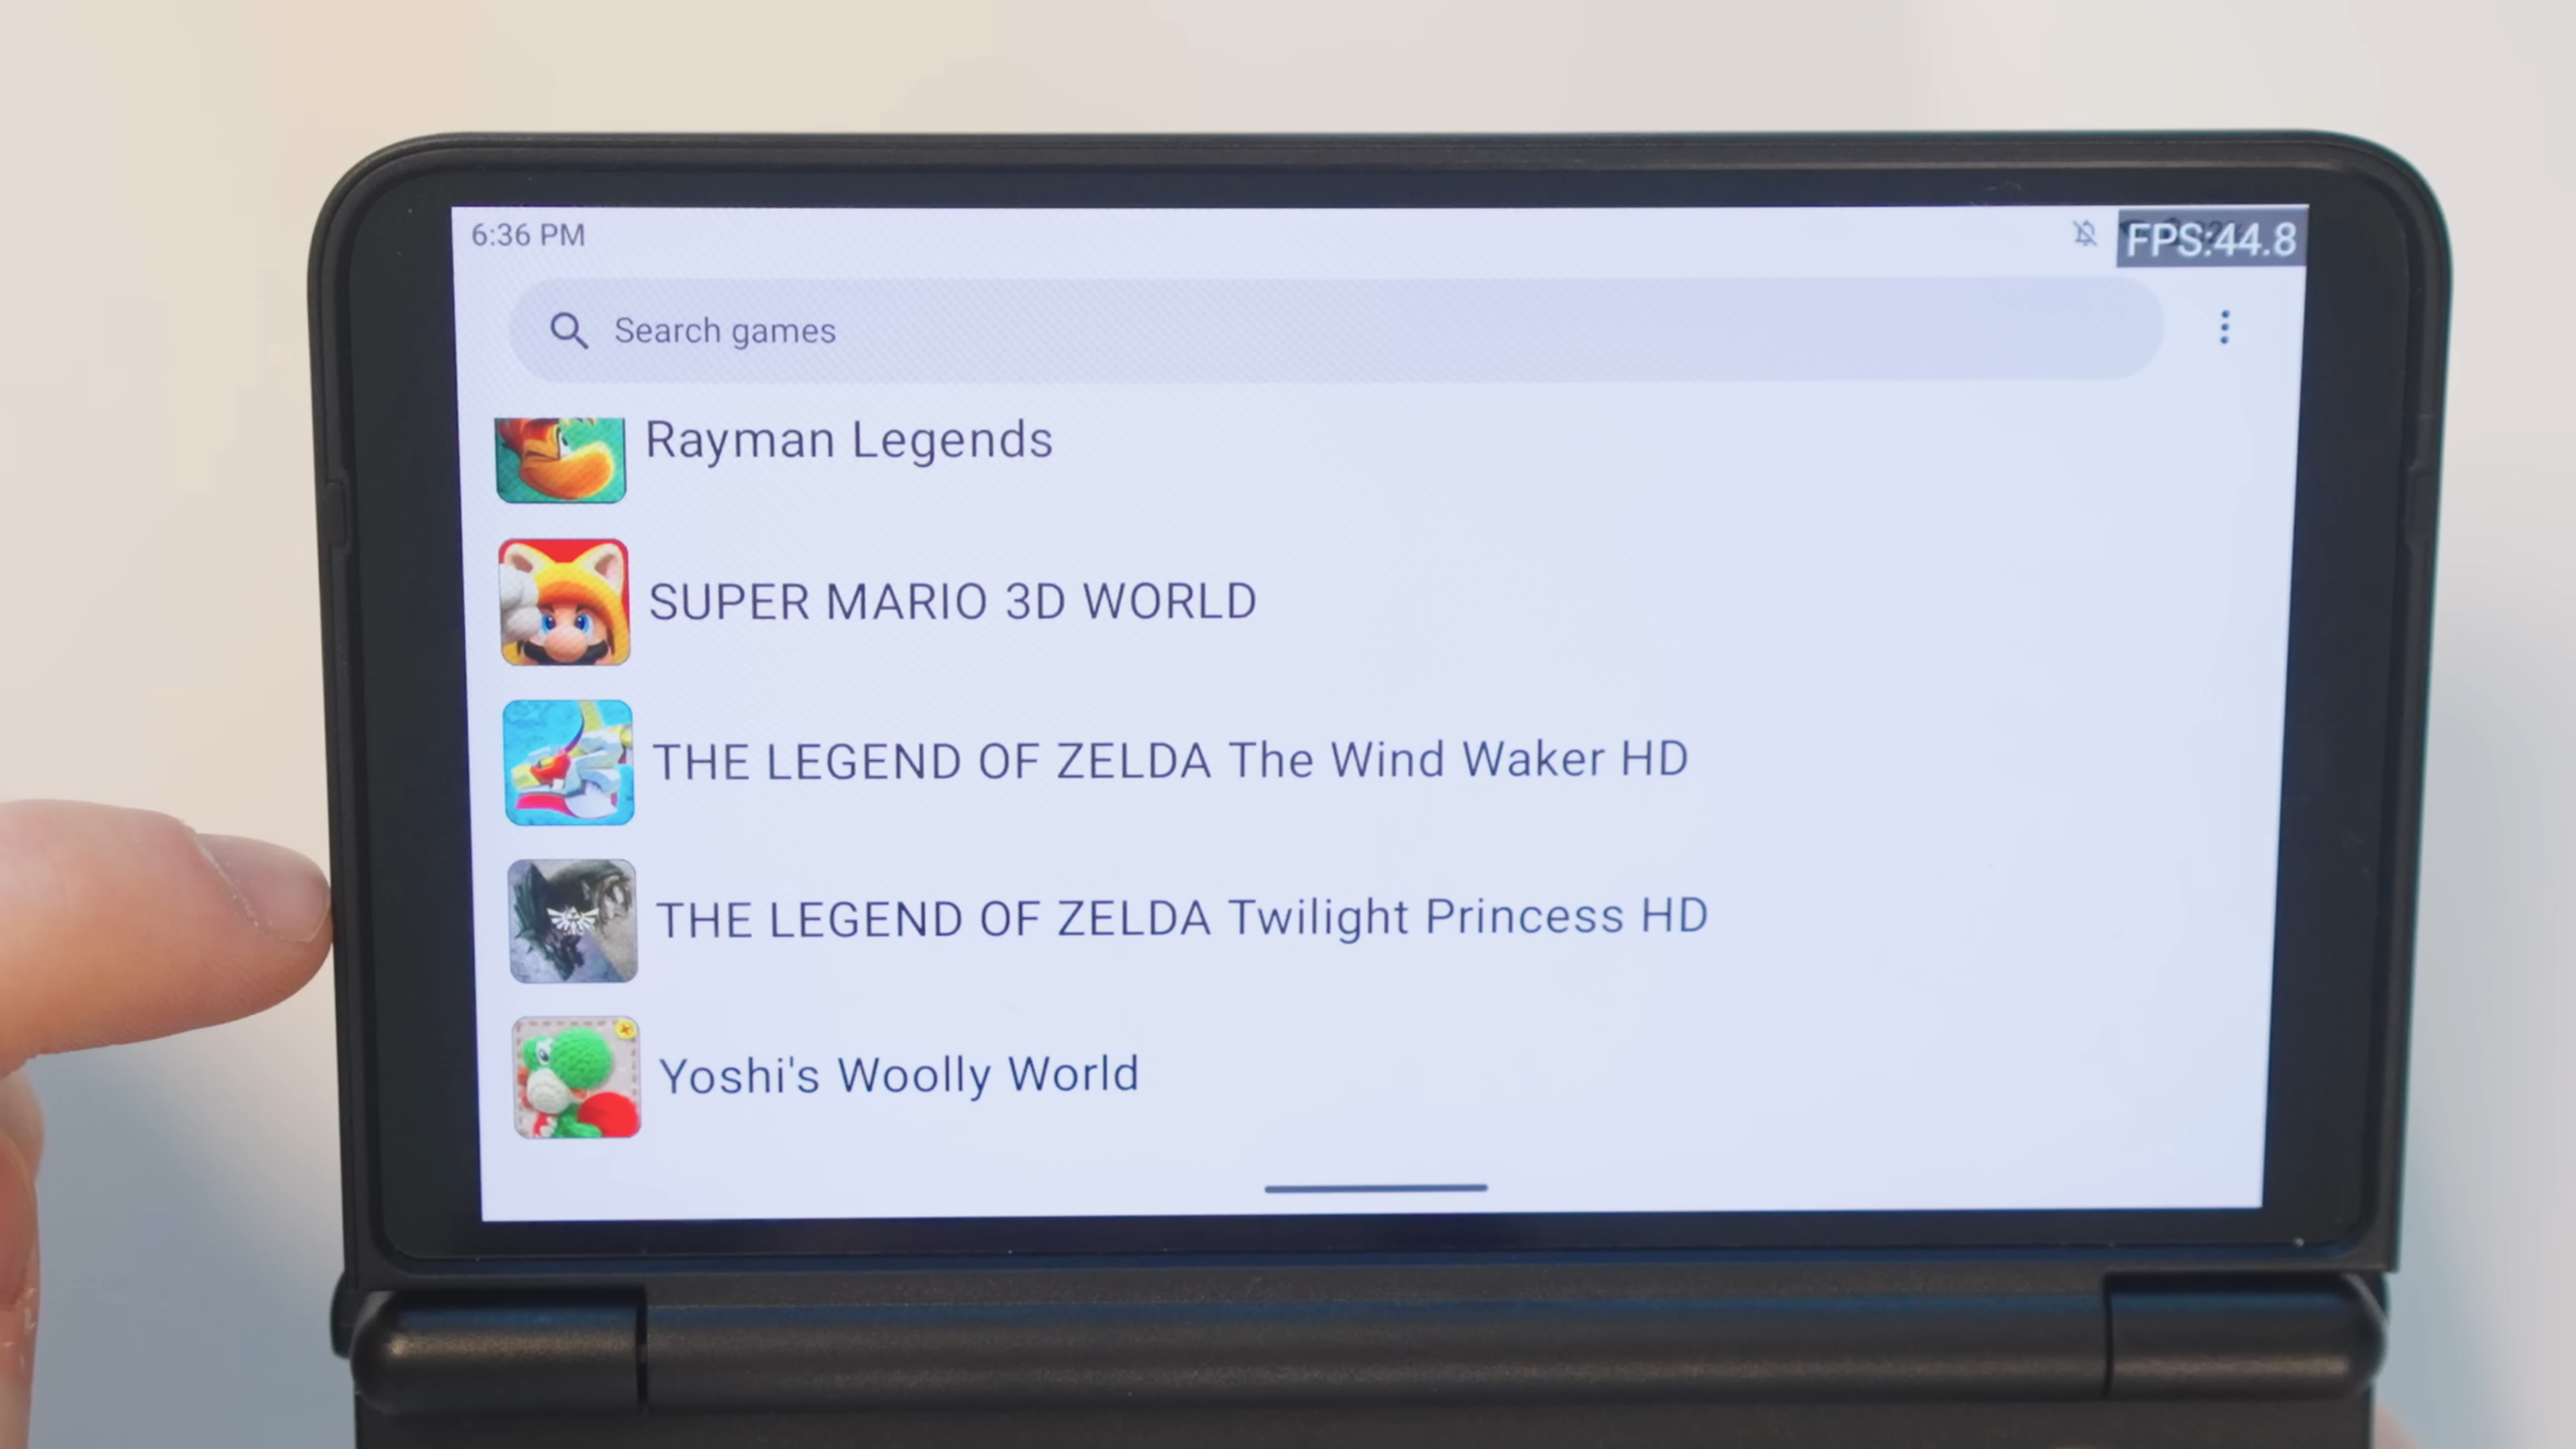 6:36 PM
FPS:44.8
Search games
Rayman Legends
SUPER MARIO 3D WORLD
THE LEGEND OF ZELDA The Wind Waker HD
THE LEGEND OF ZELDA Twilight Princess HD
Yoshi's Woolly World